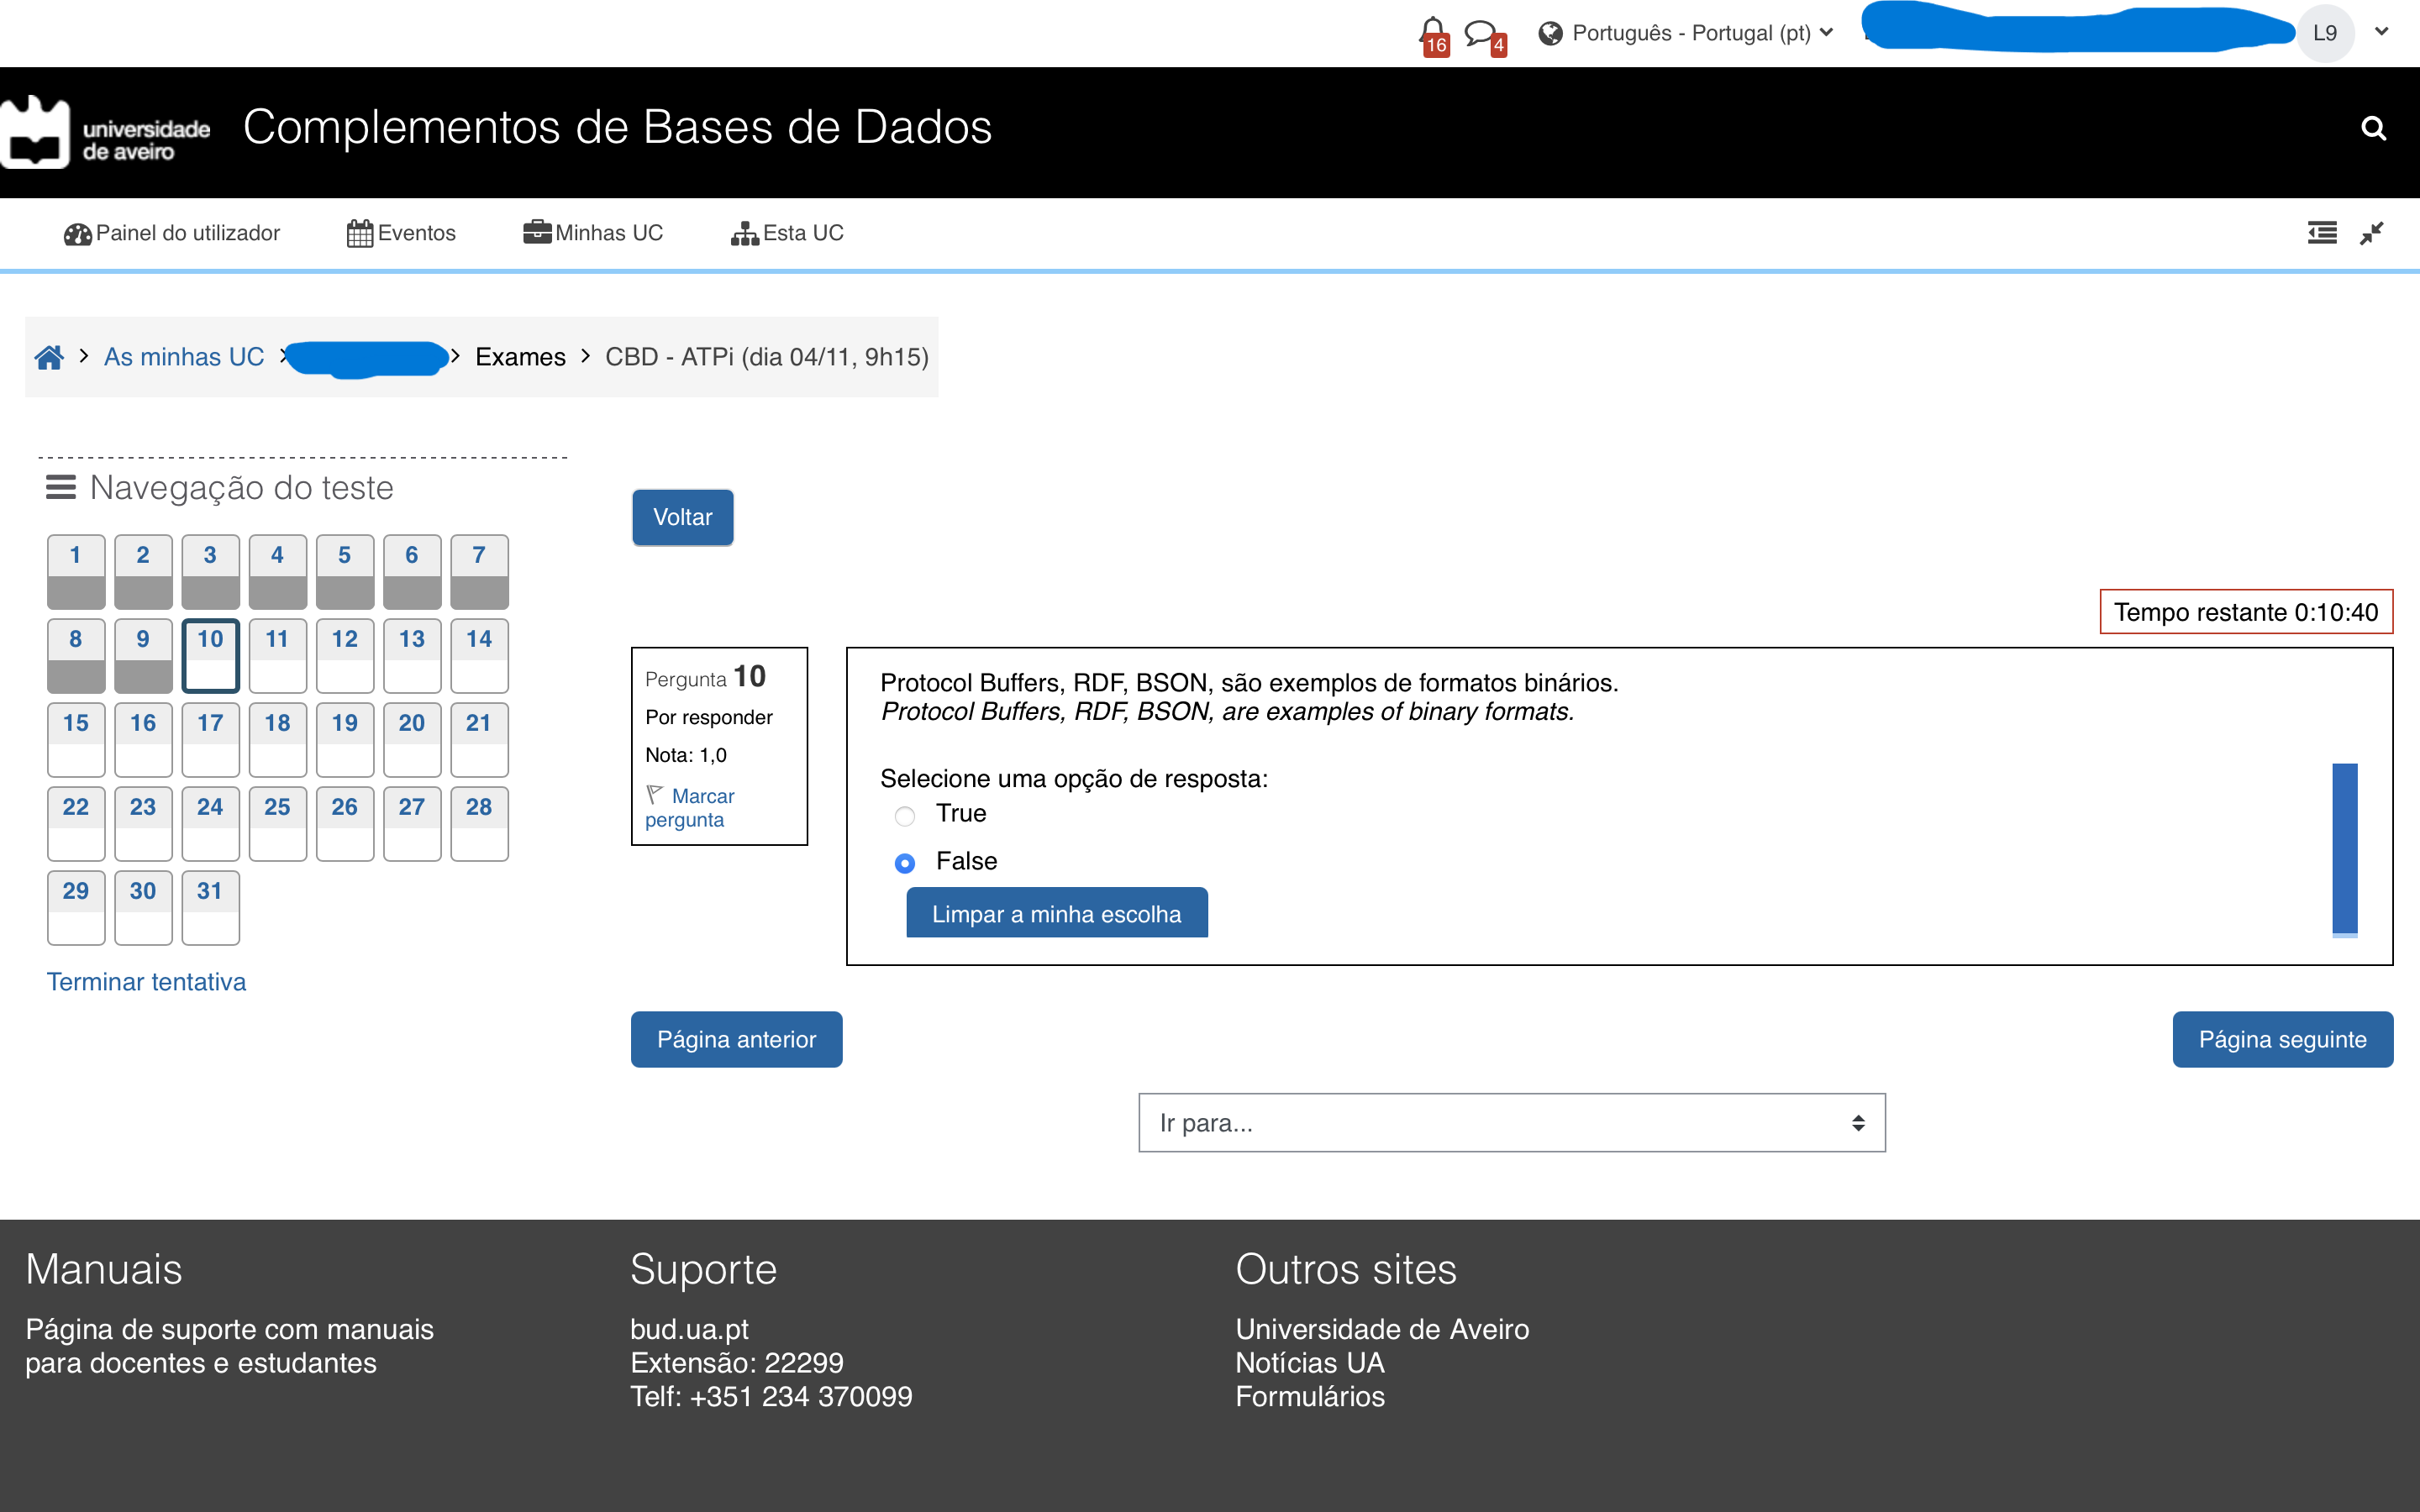 16
4
Português - Portugal (pt)
L9
universidade
de aveiro
Complementos de Bases de Dados
Painel do utilizador
Eventos
Minhas UC
Esta UC
As minhas UC
Exames
CBD - ATPi (dia 04/11, 9h15)
Navegação do teste
1 2 3 4 5 6 7
8 9 10 11 12 13 14
15 16 17 18 19 20 21
22 23 24 25 26 27 28
29 30 31
Terminar tentativa
Voltar
Tempo restante 0:10:40
Pergunta 10
Por responder
Nota: 1,0
Marcar
pergunta
Protocol Buffers, RDF, BSON, são exemplos de formatos binários.
Protocol Buffers, RDF, BSON, are examples of binary formats.
Selecione uma opção de resposta:
True
False
Limpar a minha escolha
Página anterior
Página seguinte
Ir para...
Manuais
Página de suporte com manuais
para docentes e estudantes
Suporte
bud.ua.pt
Extensão: 22299
Telf: +351 234 370099
Outros sites
Universidade de Aveiro
Notícias UA
Formulários